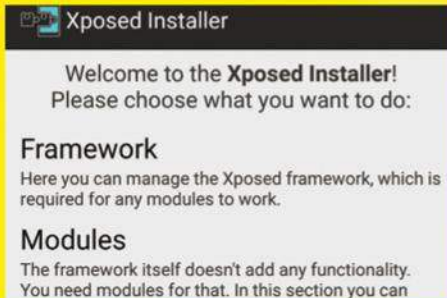 Xposed Installer
Welcome to the Xposed Installer!
Please choose what you want to do:
Framework
Here you can manage the Xposed framework, which is
required for any modules to work.
Modules
The framework itself doesn't add any functionality.
You need modules for that. In this section you can